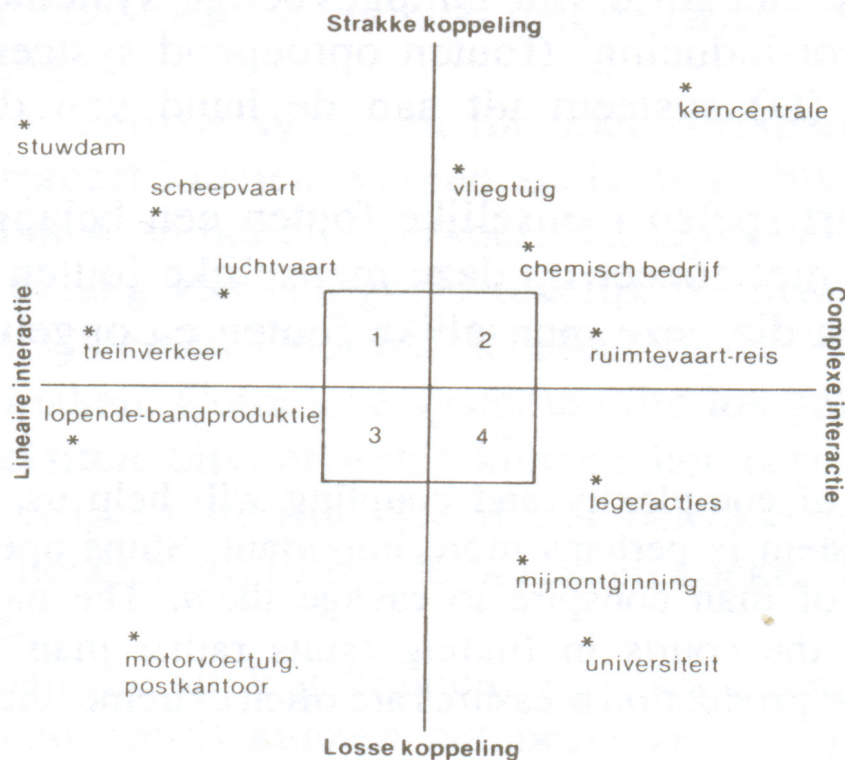 Strakke koppeling
kerncentrale
stuwdam
scheepvaart
vliegtuig
luchtvaart
chemisch bedrijf
1
2
treinverkeer
ruimtevaart-reis
Lineaire interactie
Complexe interactie
lopende-bandproduktie
3
4
legeracties
mijnontginning
motorvoertuig.
postkantoor
universiteit
Losse koppeling